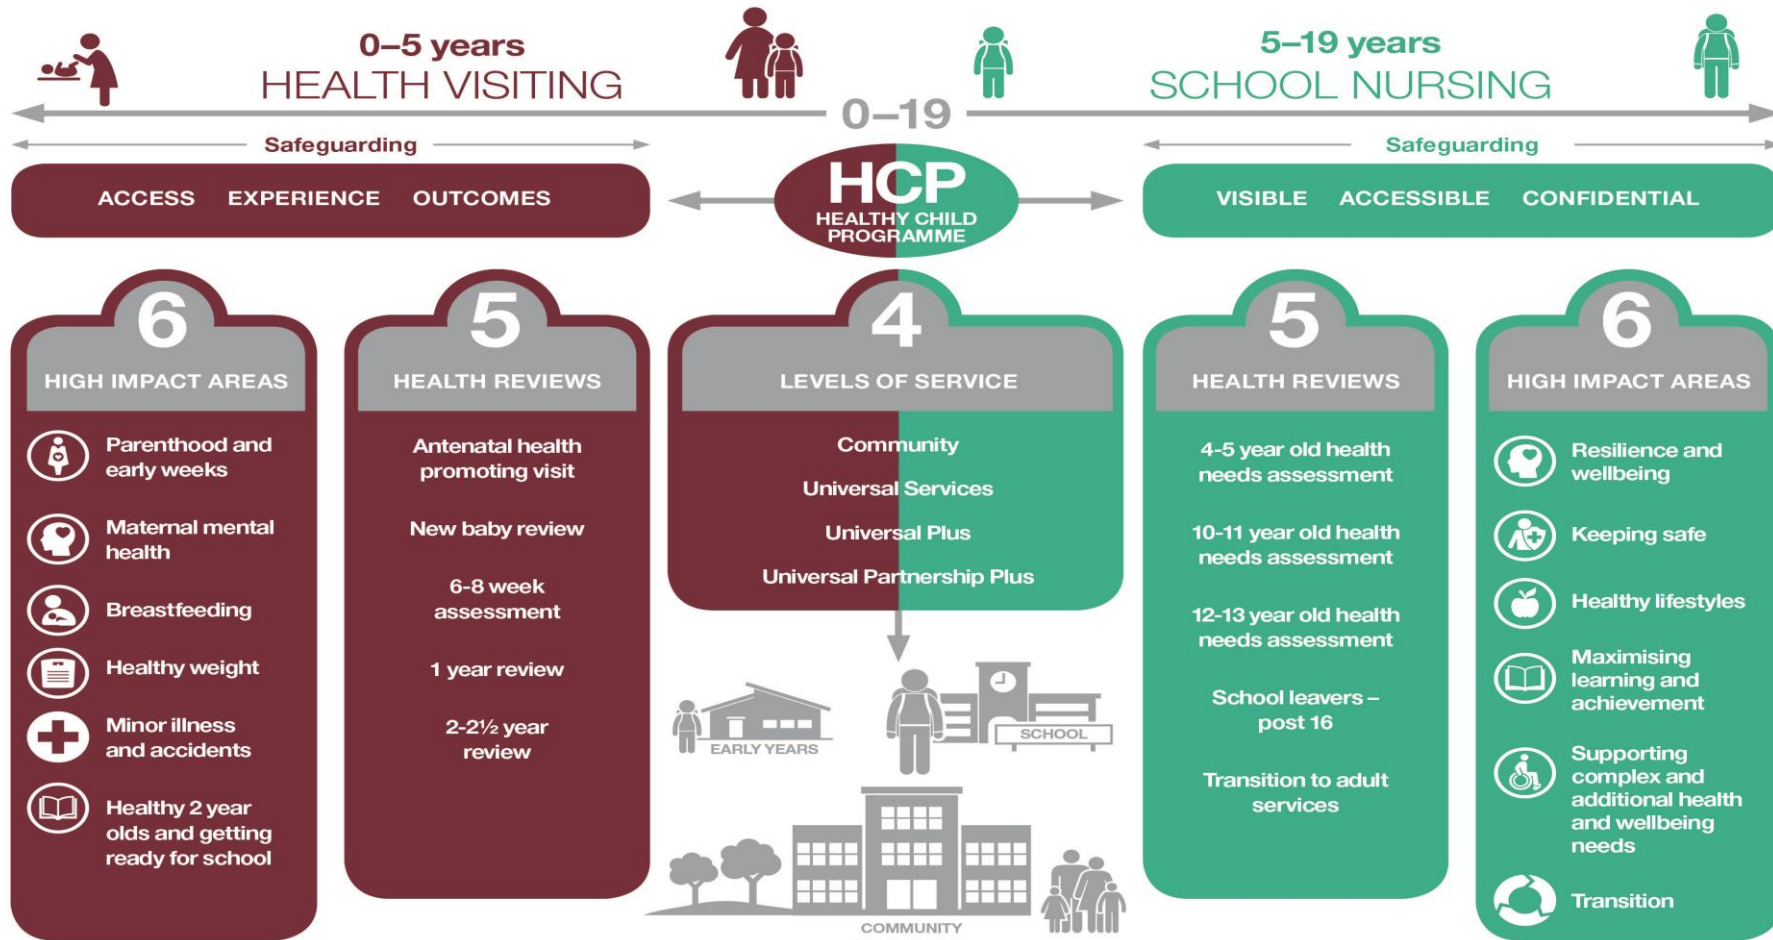 0–5 years
HEALTH VISITING
5–19 years
SCHOOL NURSING
0–19
Safeguarding
Safeguarding
ACCESS EXPERIENCE OUTCOMES
HCP
HEALTHY CHILD
PROGRAMME
VISIBLE ACCESSIBLE CONFIDENTIAL
6
HIGH IMPACT AREAS
Parenthood and
early weeks
Maternal mental
health
Breastfeeding
Healthy weight
Minor illness
and accidents
Healthy 2 year
olds and getting
ready for school
5
HEALTH REVIEWS
Antenatal health
promoting visit
New baby review
6-8 week
assessment
1 year review
2-2½ year
review
4
LEVELS OF SERVICE
Community
Universal Services
Universal Plus
Universal Partnership Plus
EARLY YEARS
SCHOOL
COMMUNITY
5
HEALTH REVIEWS
4-5 year old health
needs assessment
10-11 year old health
needs assessment
12-13 year old health
needs assessment
School leavers –
post 16
Transition to adult
services
6
HIGH IMPACT AREAS
Resilience and
wellbeing
Keeping safe
Healthy lifestyles
Maximising
learning and
achievement
Supporting
complex and
additional health
and wellbeing
needs
Transition